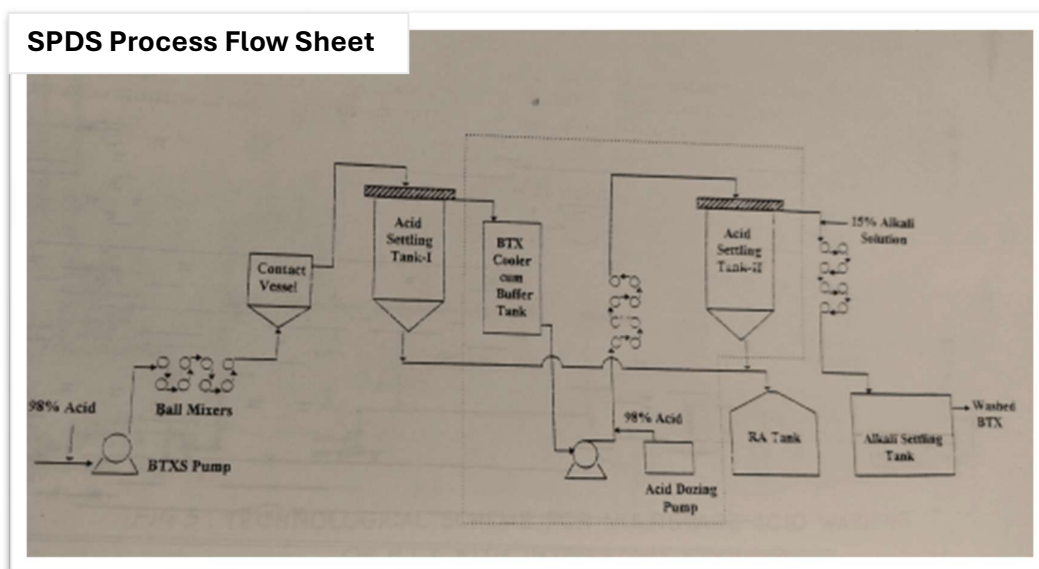 SPDS Process Flow Sheet
Acid
Settling
Tank-I
BTX
Cooler
cum
Buffer
Tank
Acid
Settling
Tank-II
15% Alkali
Solution
Contact
Vessel
98% Acid
Ball Mixers
BTXS Pump
98% Acid
Acid Dozing
Pump
RA Tank
Alkali Settling
Tank
Washed
BTX